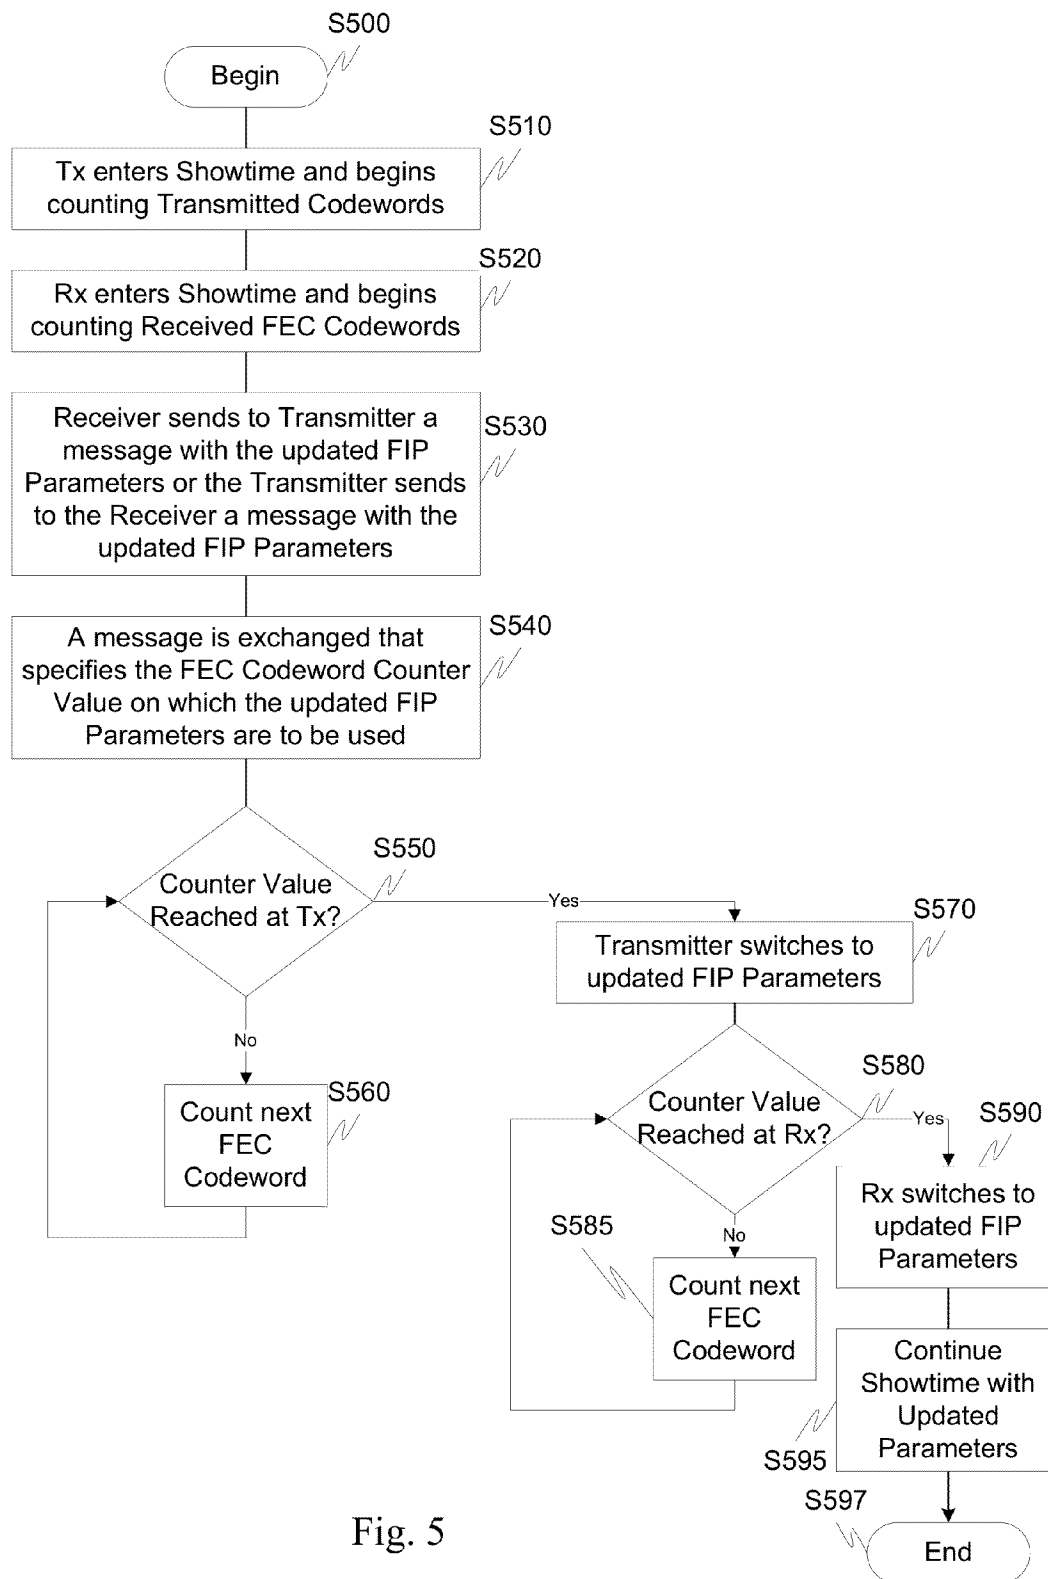 S500
Begin
S510
Tx enters Showtime and begins
counting Transmitted Codewords
S520
Rx enters Showtime and begins
counting Received FEC Codewords
S530
Receiver sends to Transmitter a
message with the updated FIP
Parameters or the Transmitter sends
to the Receiver a message with the
updated FIP Parameters
S540
A message is exchanged that
specifies the FEC Codeword Counter
Value on which the updated FIP
Parameters are to be used
S550
Counter Value
Reached at Tx?
Yes
No
S560
Count next
FEC
Codeword
S570
Transmitter switches to
updated FIP Parameters
S580
Counter Value
Reached at Rx?
Yes
No
S585
Count next
FEC
Codeword
S590
Rx switches to
updated FIP
Parameters
Continue
Showtime with
Updated
Parameters
S595
S597
End
Fig. 5